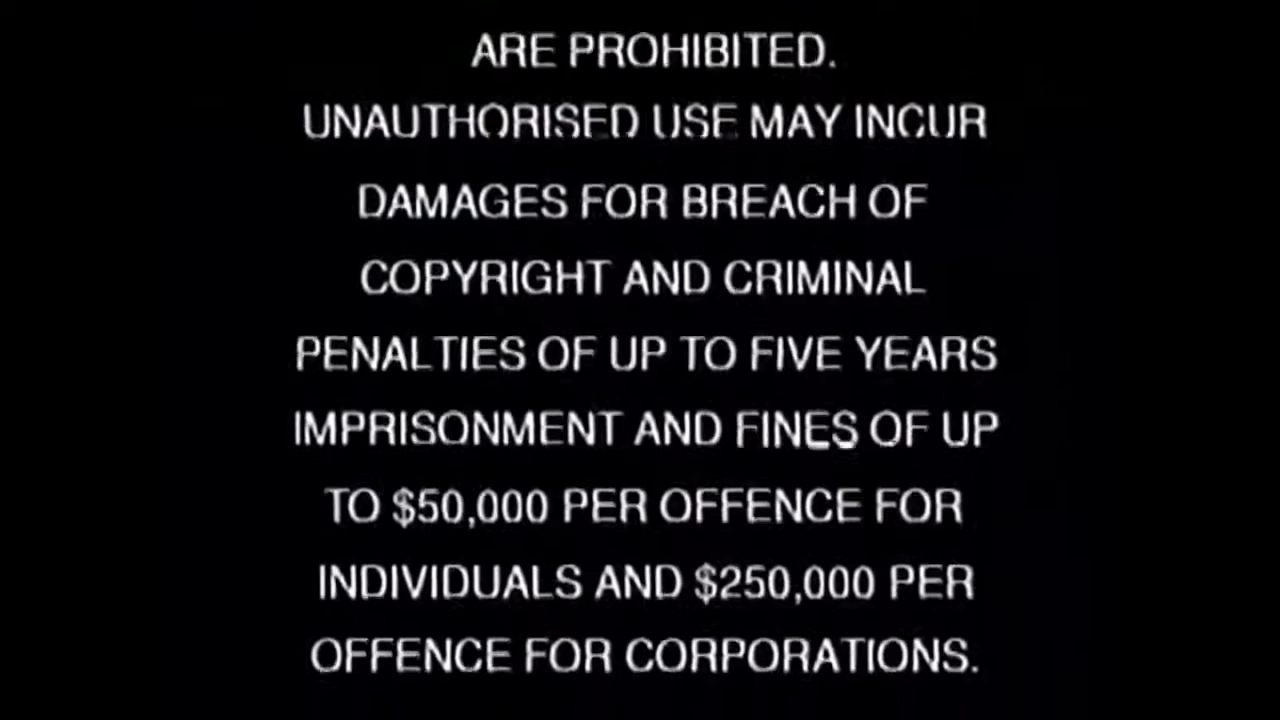 ARE PROHIBITED.
UNAUTHORISED USE MAY INCUR
DAMAGES FOR BREACH OF
COPYRIGHT AND CRIMINAL
PENALTIES OF UP TO FIVE YEARS
IMPRISONMENT AND FINES OF UP
TO $50,000 PER OFFENCE FOR
INDIVIDUALS AND $250,000 PER
OFFENCE FOR CORPORATIONS.